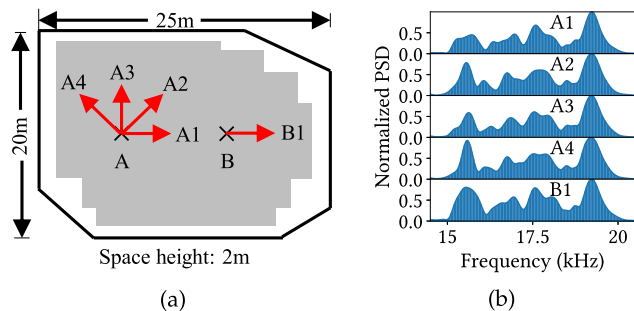 (a)
25m
20m
A4
A3
A2
A1
B1
A
B
Space height: 2m
(b)
Normalized PSD
0.5
A1
0.0
0.5
A2
0.0
0.5
A3
0.0
0.5
A4
0.0
0.5
B1
0.0
15
17.5
20
Frequency (kHz)
(a)
(b)